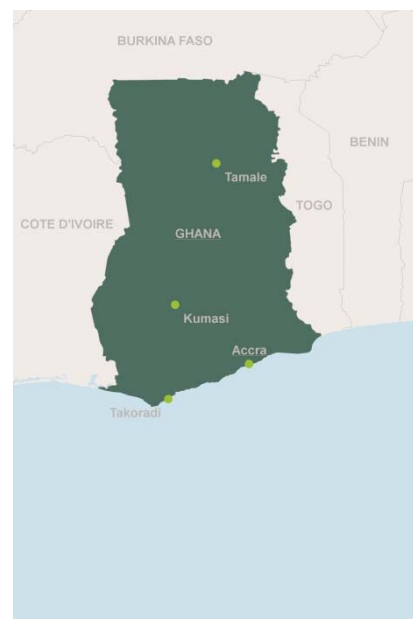 BURKINA FASO
BENIN
Tamale
TOGO
COTE D'IVOIRE
GHANA
Kumasi
Accra
Takoradi